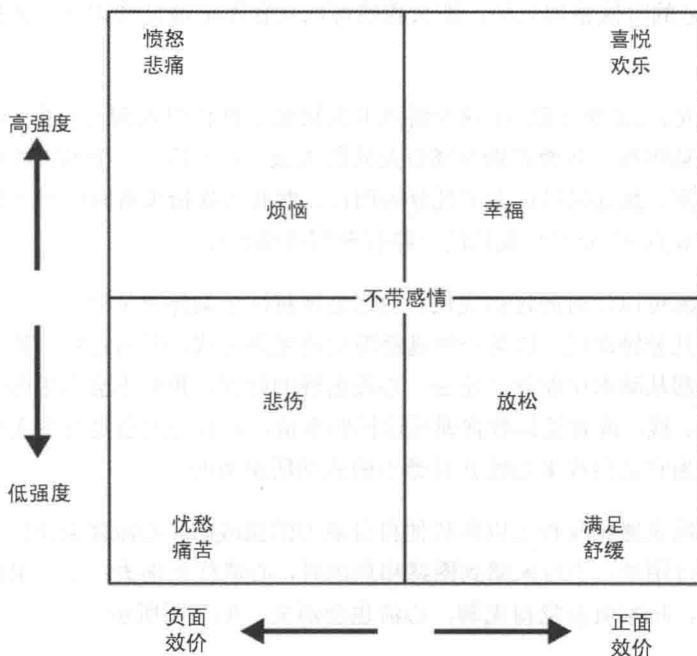 愤怒
悲痛
喜悦
欢乐
高强度
烦恼
幸福
不带感情
悲伤
放松
低强度
忧愁
痛苦
满足
舒缓
负面
效价
正面
效价